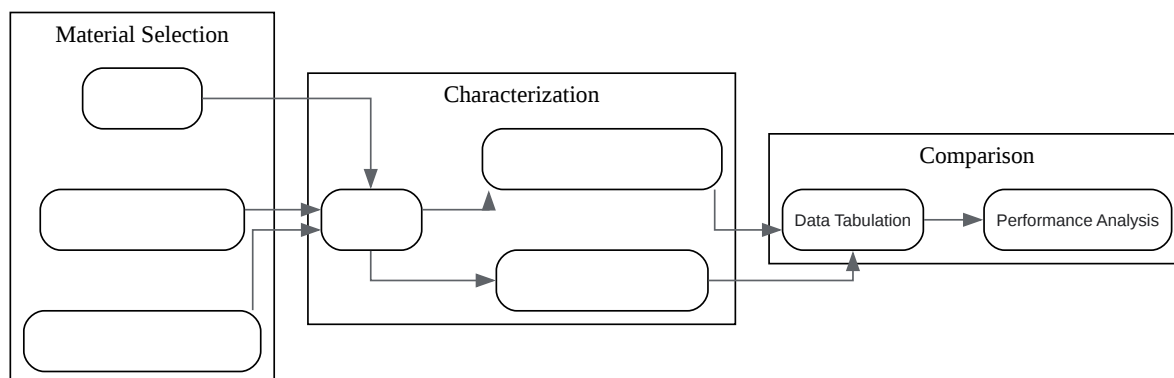 Material Selection
Characterization
Comparison
Data Tabulation
Performance Analysis